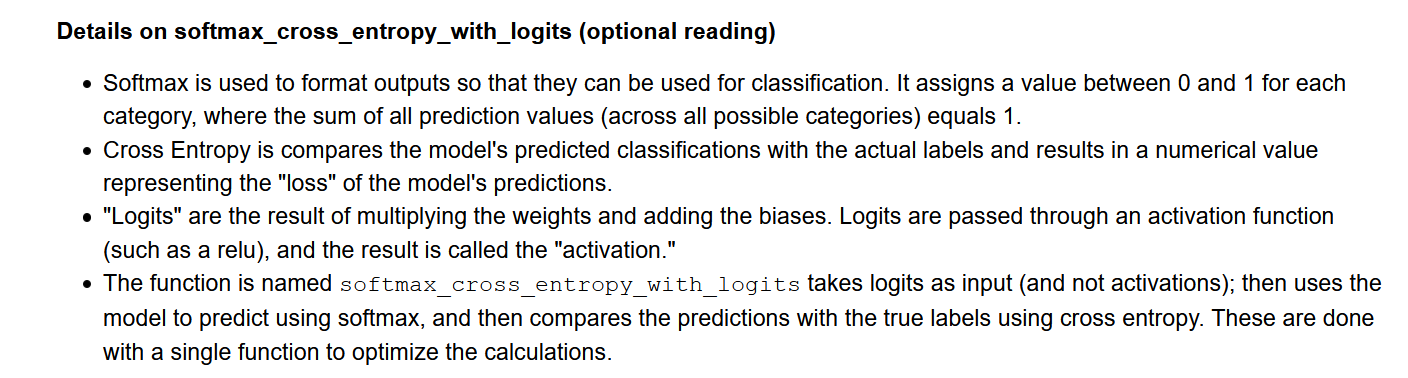 Details on softmax_cross_entropy_with_logits (optional reading)
• Softmax is used to format outputs so that they can be used for classification. It assigns a value between 0 and 1 for each
category, where the sum of all prediction values (across all possible categories) equals 1.
• Cross Entropy is compares the model's predicted classifications with the actual labels and results in a numerical value
representing the "loss" of the model's predictions.
• "Logits" are the result of multiplying the weights and adding the biases. Logits are passed through an activation function
(such as a relu), and the result is called the "activation."
• The function is named softmax_cross_entropy_with_logits takes logits as input (and not activations); then uses the
model to predict using softmax, and then compares the predictions with the true labels using cross entropy. These are done
with a single function to optimize the calculations.